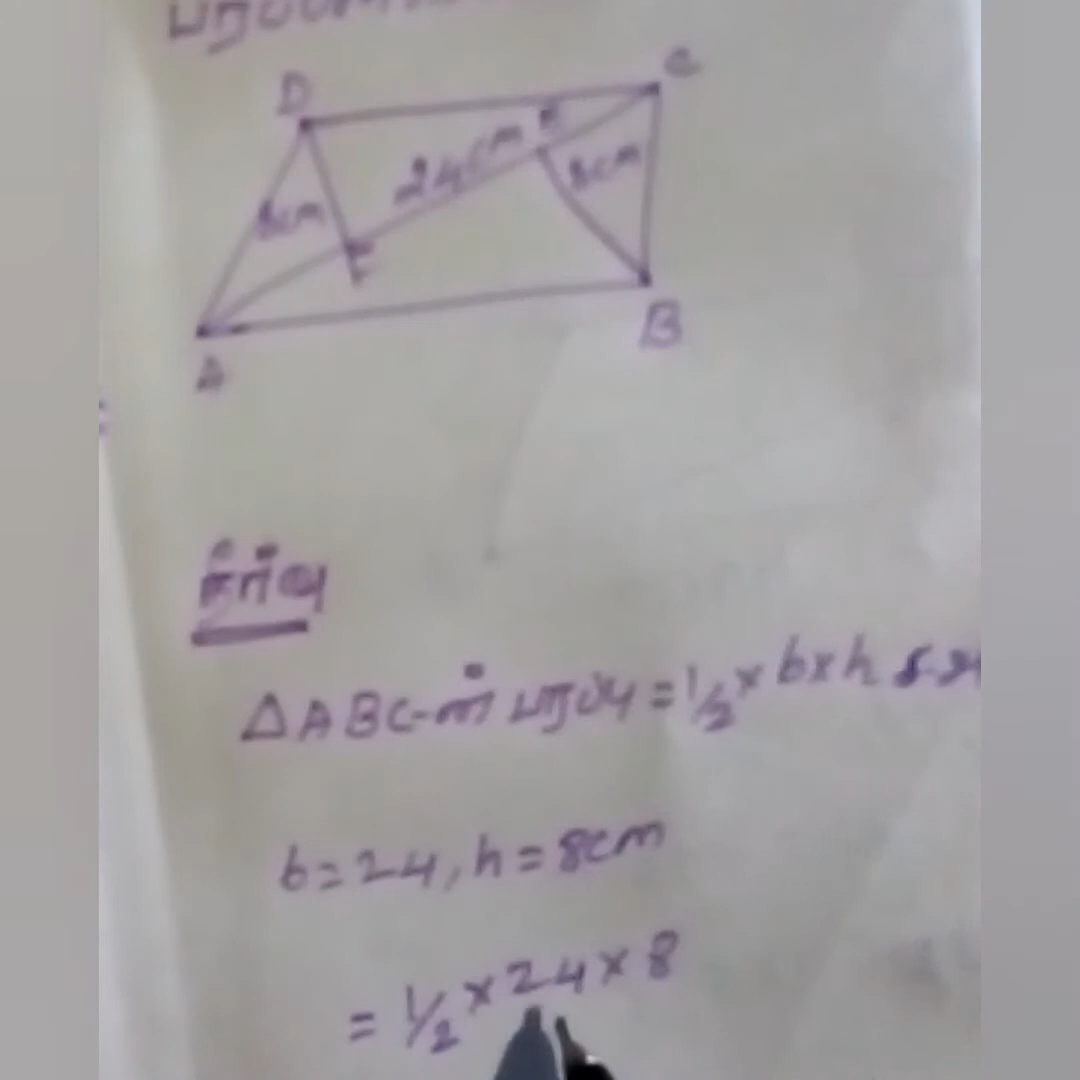 D C
24cm
8cm
8cm
F
A B
தீர்வு
ΔABC-ன் பரப்பு = 1/2 × b×h ச.அ
b=24, h=8cm
= 1/2 × 24 × 8